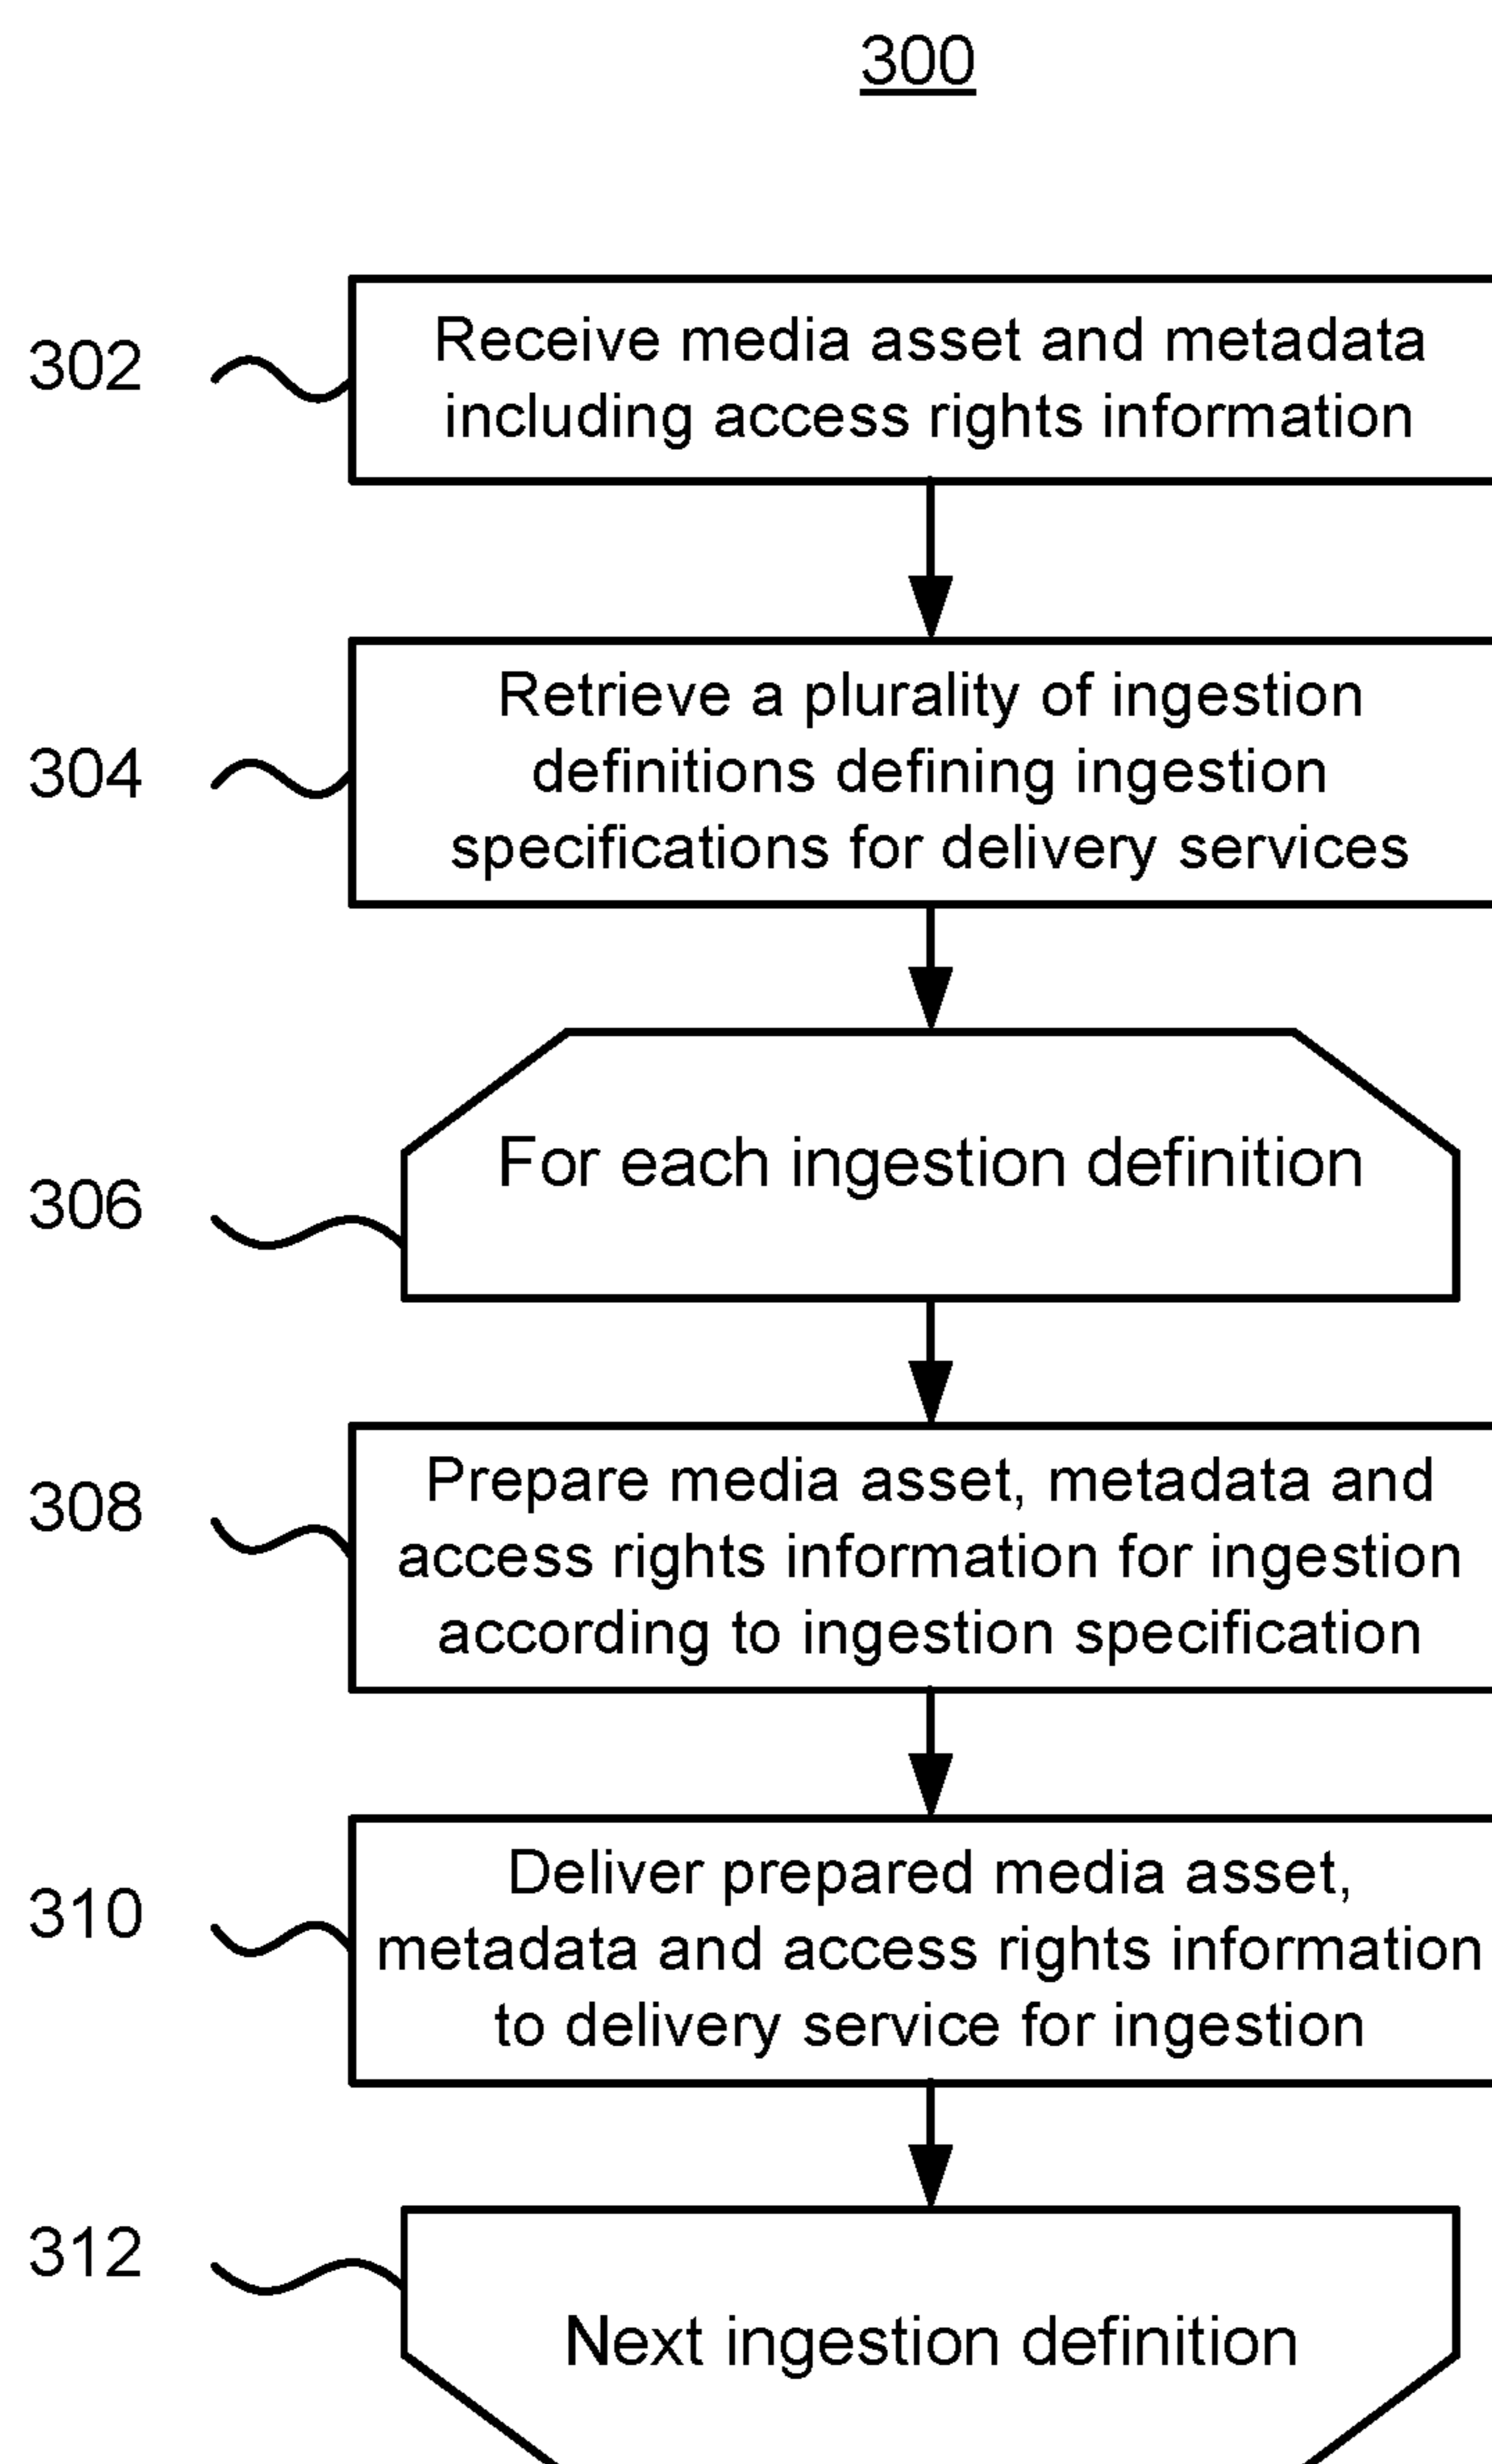 300
302
Receive media asset and metadata
including access rights information
304
Retrieve a plurality of ingestion
definitions defining ingestion
specifications for delivery services
306
For each ingestion definition
308
Prepare media asset, metadata and
access rights information for ingestion
according to ingestion specification
310
Deliver prepared media asset,
metadata and access rights information
to delivery service for ingestion
312
Next ingestion definition